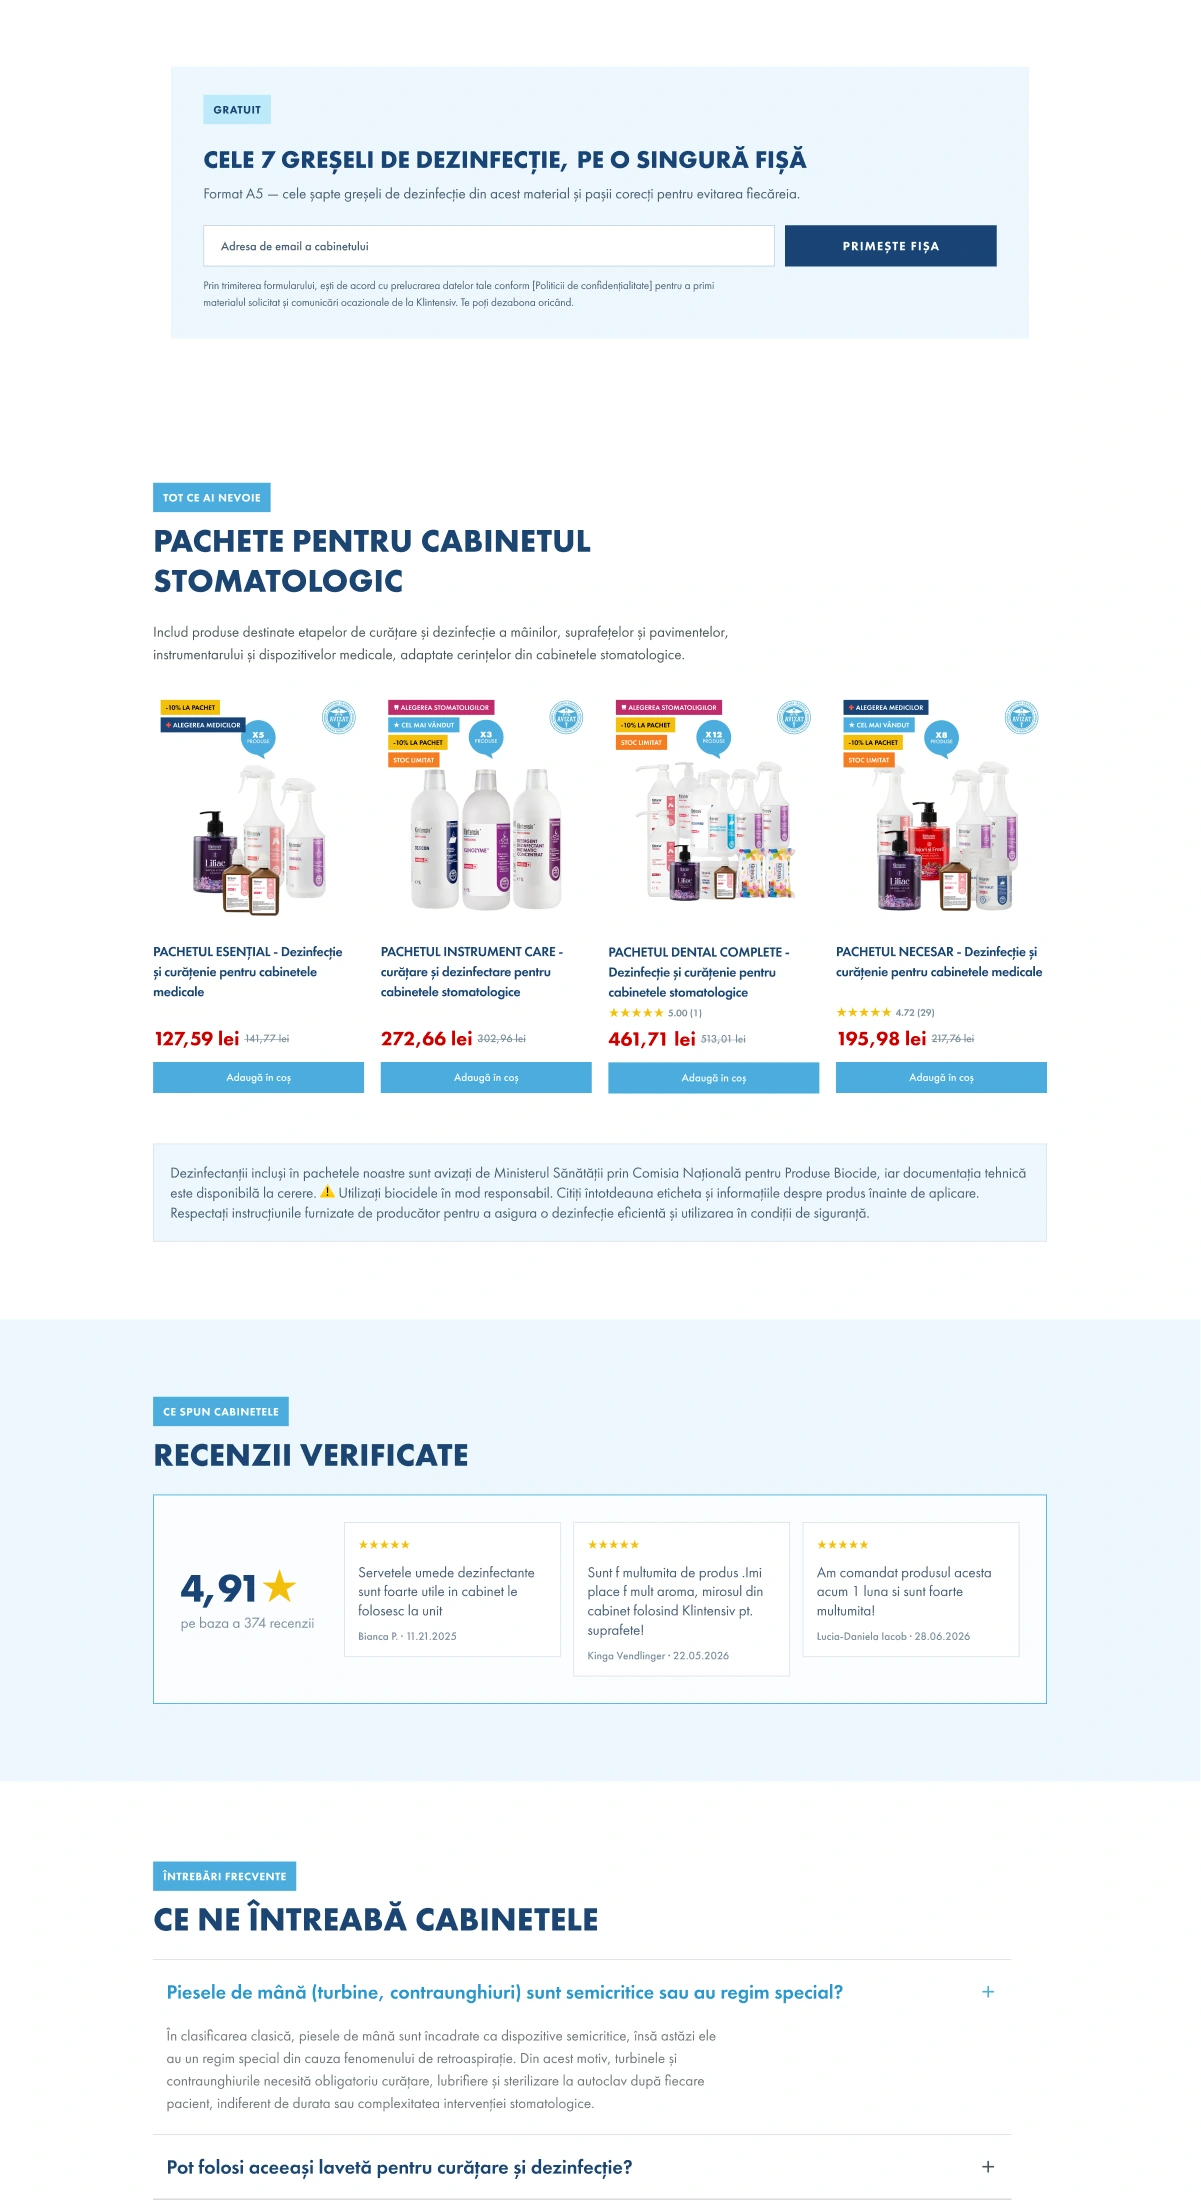 GRATUIT
CELE 7 GREȘELI DE DEZINFECȚIE, PE O SINGURĂ FIȘĂ
Format A5 — cele șapte greșeli de dezinfecție din acest material și pașii corecți pentru evitarea fiecăreia.
Adresa de email a cabinetului
PRIMEȘTE FIȘA
Prin trimiterea formularului, ești de acord cu prelucrarea datelor tale conform [Politicii de confidențialitate] pentru a primi
materialul solicitat și comunicări ocazionale de la Klintensiv. Te poți dezabona oricând.
TOT CE AI NEVOIE
PACHETE PENTRU CABINETUL
STOMATOLOGIC
Includ produse destinate etapelor de curățare și dezinfecție a mâinilor, suprafețelor și pavimentelor,
instrumentarului și dispozitivelor medicale, adaptate cerințelor din cabinetele stomatologice.
-10% LA PACHET
ALEGEREA MEDICILOR
X5
PRODUSE
AVIZAT
Liliac
PACHETUL ESENȚIAL - Dezinfecție
și curățenie pentru cabinetele
medicale
127,59 lei 141,77 lei
Adaugă în coș
ALEGEREA STOMATOLOGILOR
★ CEL MAI VÂNDUT
-10% LA PACHET
STOC LIMITAT
X3
PRODUSE
AVIZAT
Klintensiv
PACHETUL INSTRUMENT CARE -
curățare și dezinfectare pentru
cabinetele stomatologice
272,66 lei 302,96 lei
Adaugă în coș
ALEGEREA STOMATOLOGILOR
-10% LA PACHET
STOC LIMITAT
X12
PRODUSE
AVIZAT
PACHETUL DENTAL COMPLETE -
Dezinfecție și curățenie pentru
cabinetele stomatologice
★★★★★ 5.00 (1)
461,71 lei 513,01 lei
Adaugă în coș
ALEGEREA MEDICILOR
★ CEL MAI VÂNDUT
-10% LA PACHET
STOC LIMITAT
X8
PRODUSE
AVIZAT
Liliac
PACHETUL NECESAR - Dezinfecție și
curățenie pentru cabinetele medicale
★★★★★ 4.72 (29)
195,98 lei 217,76 lei
Adaugă în coș
Dezinfectanții incluși în pachetele noastre sunt avizați de Ministerul Sănătății prin Comisia Națională pentru Produse Biocide, iar documentația tehnică
este disponibilă la cerere. ⚠️ Utilizați biocidele în mod responsabil. Citiți întotdeauna eticheta și informațiile despre produs înainte de aplicare.
Respectați instrucțiunile furnizate de producător pentru a asigura o dezinfecție eficientă și utilizarea în condiții de siguranță.
CE SPUN CABINETELE
RECENZII VERIFICATE
4,91★
pe baza a 374 recenzii
★★★★★
Servetele umede dezinfectante
sunt foarte utile in cabinet le
folosesc la unit
Bianca P. · 11.21.2025
★★★★★
Sunt f multumita de produs .Imi
place f mult aroma, mirosul din
cabinet folosind Klintensiv pt.
suprafete!
Kinga Vendlinger · 22.05.2026
★★★★★
Am comandat produsul acesta
acum 1 luna si sunt foarte
multumita!
Lucia-Daniela Iacob · 28.06.2026
ÎNTREBĂRI FRECVENTE
CE NE ÎNTREABĂ CABINETELE
Piesele de mână (turbine, contraunghiuri) sunt semicritice sau au regim special?
+
În clasificarea clasică, piesele de mână sunt încadrate ca dispozitive semicritice, însă astăzi ele
au un regim special din cauza fenomenului de retroaspirație. Din acest motiv, turbinele și
contraunghiurile necesită obligatoriu curățare, lubrifiere și sterilizare la autoclav după fiecare
pacient, indiferent de durata sau complexitatea intervenției stomatologice.
Pot folosi aceeași lavetă pentru curățare și dezinfecție?
+